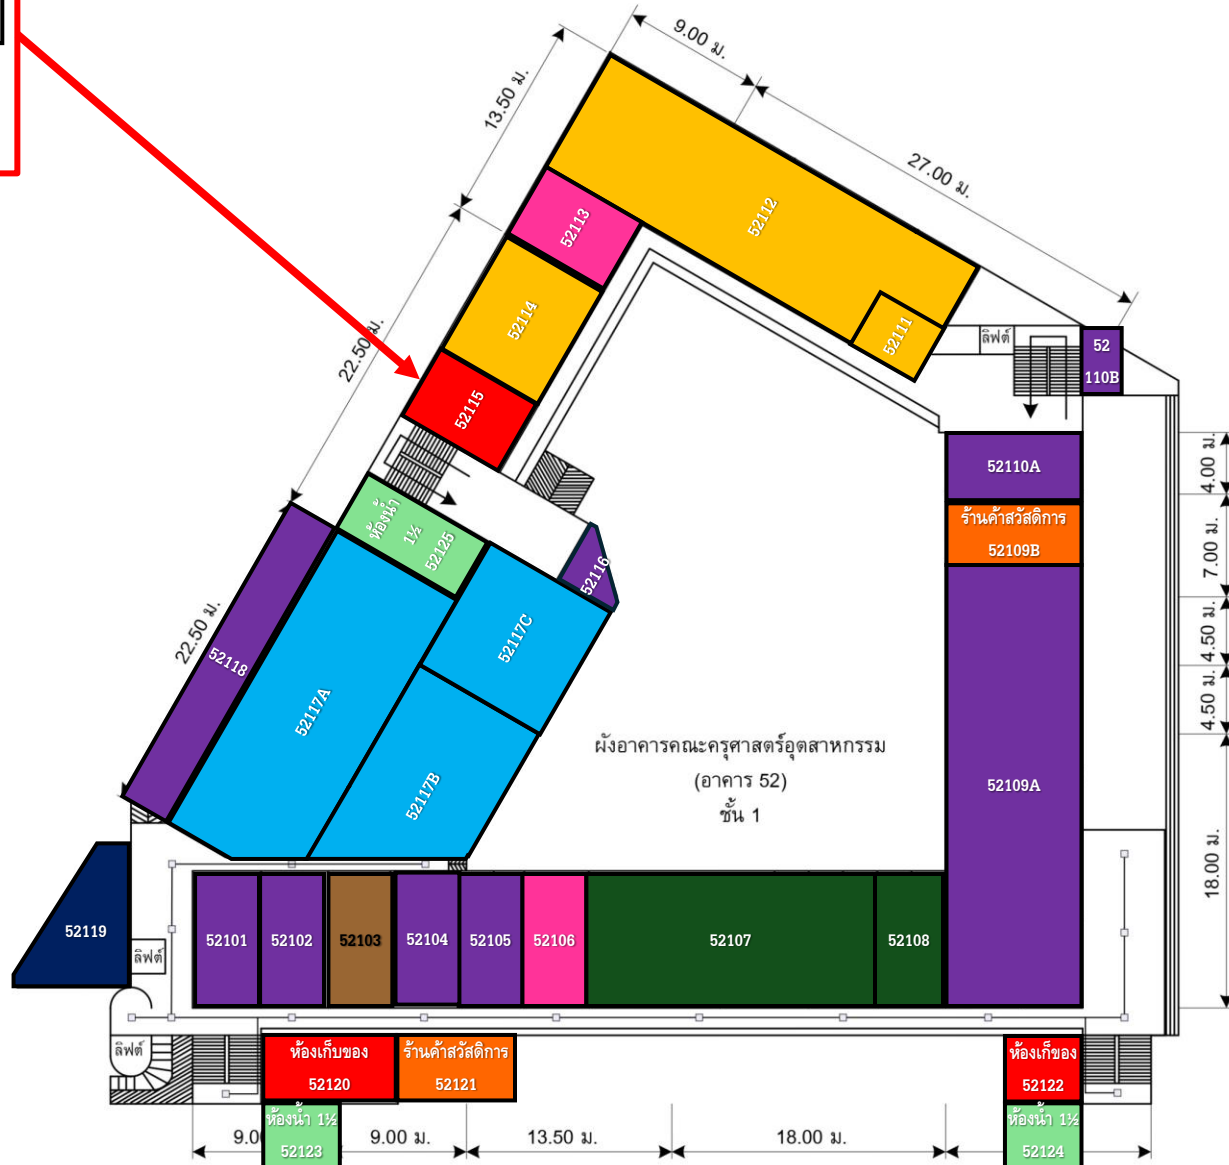 9.00 ม.
13.50 ม.
27.00 ม.
52112
52113
22.50 ม.
52114
52111
ลิฟต์
52
110B
52115
52110A
4.00 ม.
ห้องน้ำ
1½
52125
ร้านค้าสวัสดิการ
52109B
7.00 ม.
52116
4.50 ม.
22.50 ม.
52118
52117C
4.50 ม.
52117A
52117B
ผังอาคารคณะครุศาสตร์อุตสาหกรรม
(อาคาร 52)
ชั้น 1
52109A
18.00 ม.
52119
ลิฟต์
52101
52102
52103
52104
52105
52106
52107
52108
ลิฟต์
ห้องเก็บของ
52120
ร้านค้าสวัสดิการ
52121
ห้องเก็ของ
52122
ห้องน้ำ 1½
52123
ห้องน้ำ 1½
52124
9.00
9.00 ม.
13.50 ม.
18.00 ม.